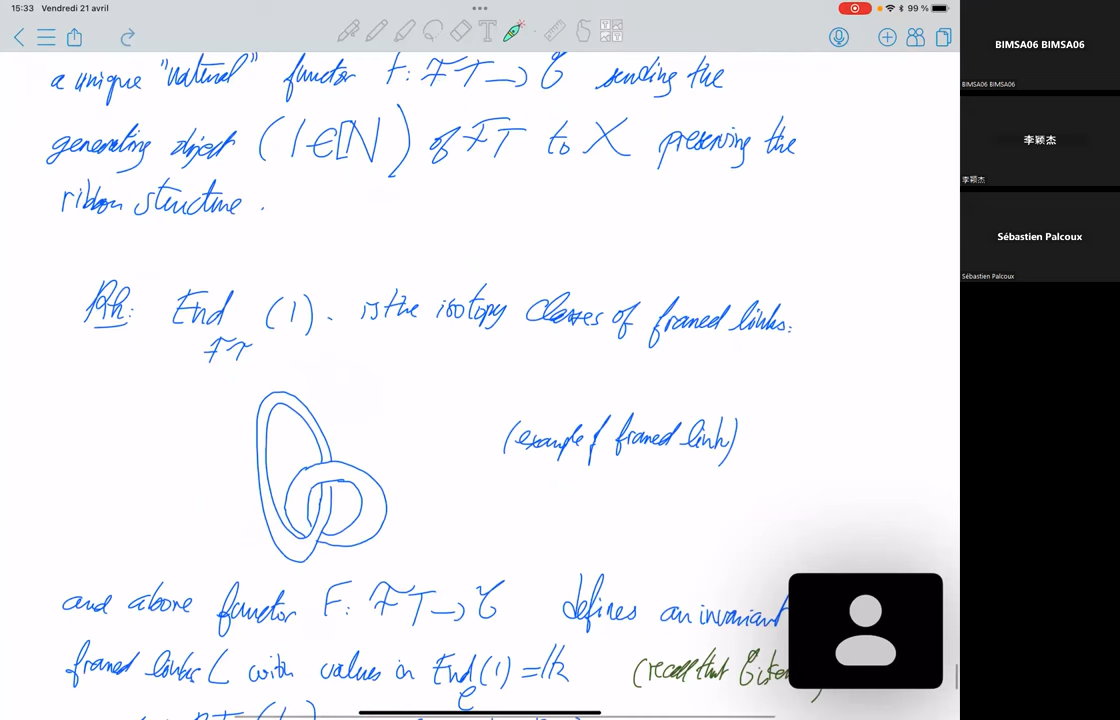 15:33 Vendredi 21 avril
99 %
a unique "natural" functor F: FT → C sending the
generating object (1 ∈ ℕ) of FT to X preserving the
ribbon structure.
Rk: End_FT (1). is the isotopy classes of framed links:
(example of framed link)
and above functor F: FT → C defines an invariant
framed links L with values in End_C (1) = 𝕜 (recall that C is
BIMSA06 BIMSA06
BIMSA06 BIMSA06
李颖杰
李颖杰
Sébastien Palcoux
Sébastien Palcoux